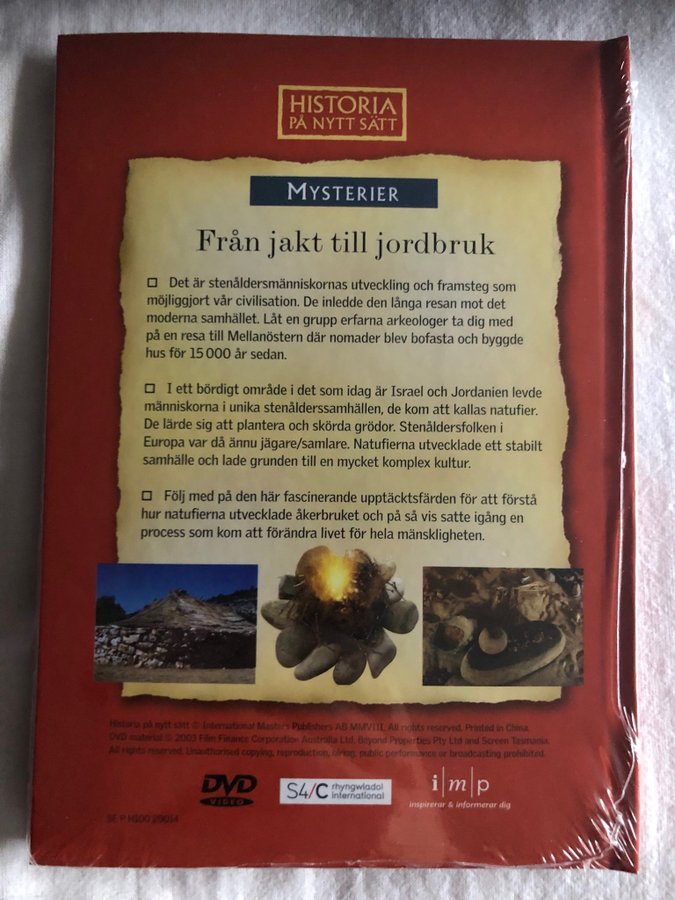 HISTORIA
PÅ NYTT SÄTT
MYSTERIER
Från jakt till jordbruk
Det är stenåldersmänniskornas utveckling och framsteg som
möjliggjort vår civilisation. De inledde den långa resan mot det
moderna samhället. Låt en grupp erfarna arkeologer ta dig med
på en resa till Mellanöstern där nomader blev bofasta och byggde
hus för 15 000 år sedan.
I ett bördigt område i det som idag är Israel och Jordanien levde
människorna i unika stenålderssamhällen, de kom att kallas natufier.
De lärde sig att plantera och skörda grödor. Stenåldersfolken i
Europa var då ännu jägare/samlare. Natufierna utvecklade ett stabilt
samhälle och lade grunden till en mycket komplex kultur.
Följ med på den här fascinerande upptäcktsfärden för att förstå
hur natufierna utvecklade åkerbruket och på så vis satte igång en
process som kom att förändra livet för hela mänskligheten.
Historia på nytt sätt © International Masters Publishers AB MMVIII, All rights reserved. Printed in China.
DVD material © 2003 Film Finance Corporation Australia Ltd, Beyond Properties Pty Ltd and Screen Tasmania.
All rights reserved. Unauthorised copying, reproduction, hiring, public performance or broadcasting prohibited.
DVD
VIDEO
S4/C rhyngwladol
international
i|m|p
inspirerar & informerar dig
SE P H500 29014